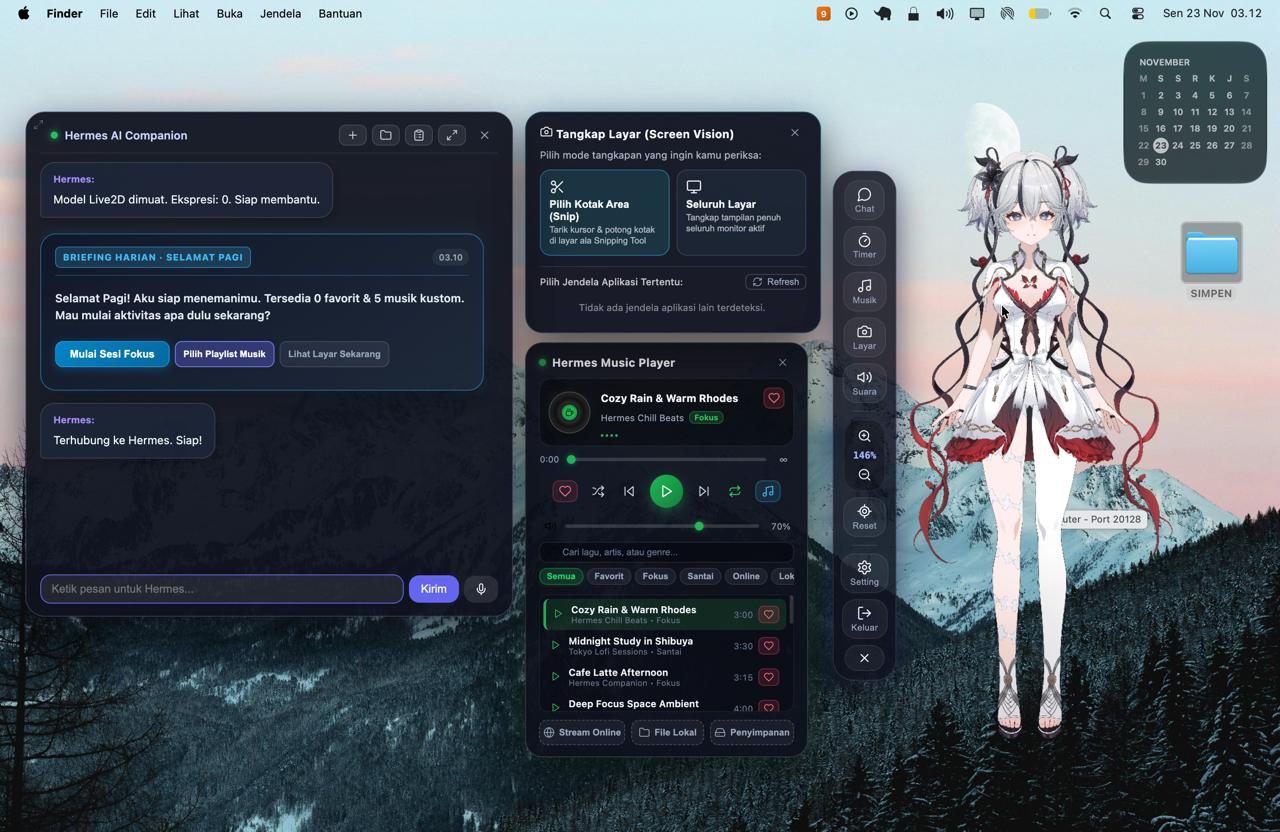 Finder File Edit Lihat Buka Jendela Bantuan
9
Sen 23 Nov 03.12
NOVEMBER
M S S R K J S
1 2 3 4 5 6 7
8 9 10 11 12 13 14
15 16 17 18 19 20 21
22 23 24 25 26 27 28
29 30
SIMPEN
Hermes AI Companion
Hermes:
Model Live2D dimuat. Ekspresi: 0. Siap membantu.
BRIEFING HARIAN · SELAMAT PAGI
03.10
Selamat Pagi! Aku siap menemanimu. Tersedia 0 favorit & 5 musik kustom.
Mau mulai aktivitas apa dulu sekarang?
Mulai Sesi Fokus
Pilih Playlist Musik
Lihat Layar Sekarang
Hermes:
Terhubung ke Hermes. Siap!
Ketik pesan untuk Hermes...
Kirim
Tangkap Layar (Screen Vision)
Pilih mode tangkapan yang ingin kamu periksa:
Pilih Kotak Area
(Snip)
Tarik kursor & potong kotak
di layar ala Snipping Tool
Seluruh Layar
Tangkap tampilan penuh
seluruh monitor aktif
Pilih Jendela Aplikasi Tertentu:
Refresh
Tidak ada jendela aplikasi lain terdeteksi.
Hermes Music Player
Cozy Rain & Warm Rhodes
Hermes Chill Beats
Fokus
0:00
∞
70%
Cari lagu, artis, atau genre...
Semua
Favorit
Fokus
Santai
Online
Lok
Cozy Rain & Warm Rhodes
Hermes Chill Beats • Fokus
3:00
Midnight Study in Shibuya
Tokyo Lofi Sessions • Santai
3:30
Cafe Latte Afternoon
Hermes Companion • Fokus
3:15
Deep Focus Space Ambient
4:00
Stream Online
File Lokal
Penyimpanan
Chat
Timer
Musik
Layar
Suara
146%
Reset
Setting
Keluar
uter - Port 20128